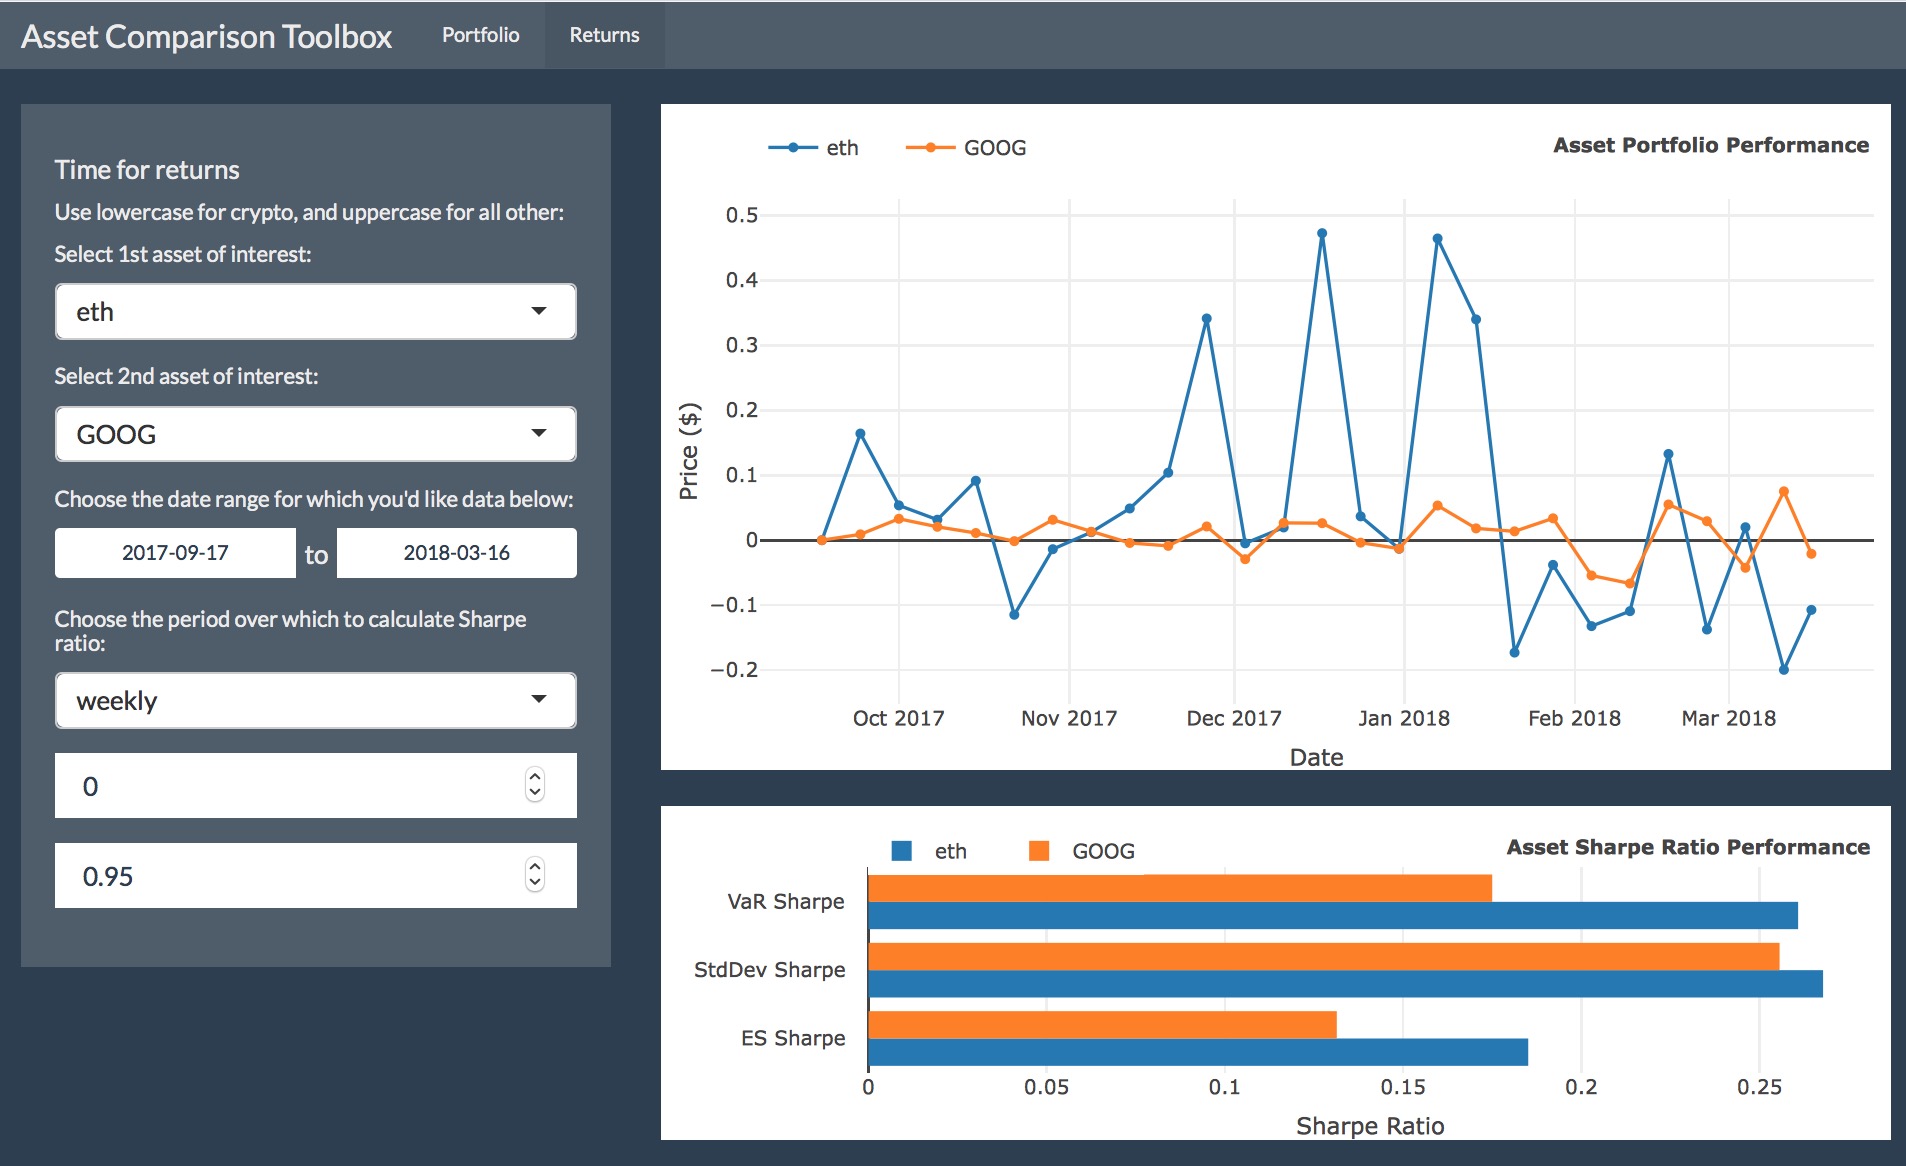 Asset Comparison Toolbox Portfolio Returns
Time for returns
Use lowercase for crypto, and uppercase for all other:
Select 1st asset of interest:
eth
Select 2nd asset of interest:
GOOG
Choose the date range for which you'd like data below:
2017-09-17 to 2018-03-16
Choose the period over which to calculate Sharpe
ratio:
weekly
0
0.95
eth GOOG
Asset Portfolio Performance
0.5
0.4
0.3
0.2
0.1
0
−0.1
−0.2
Price ($)
Oct 2017 Nov 2017 Dec 2017 Jan 2018 Feb 2018 Mar 2018
Date
eth GOOG
Asset Sharpe Ratio Performance
VaR Sharpe
StdDev Sharpe
ES Sharpe
0 0.05 0.1 0.15 0.2 0.25
Sharpe Ratio